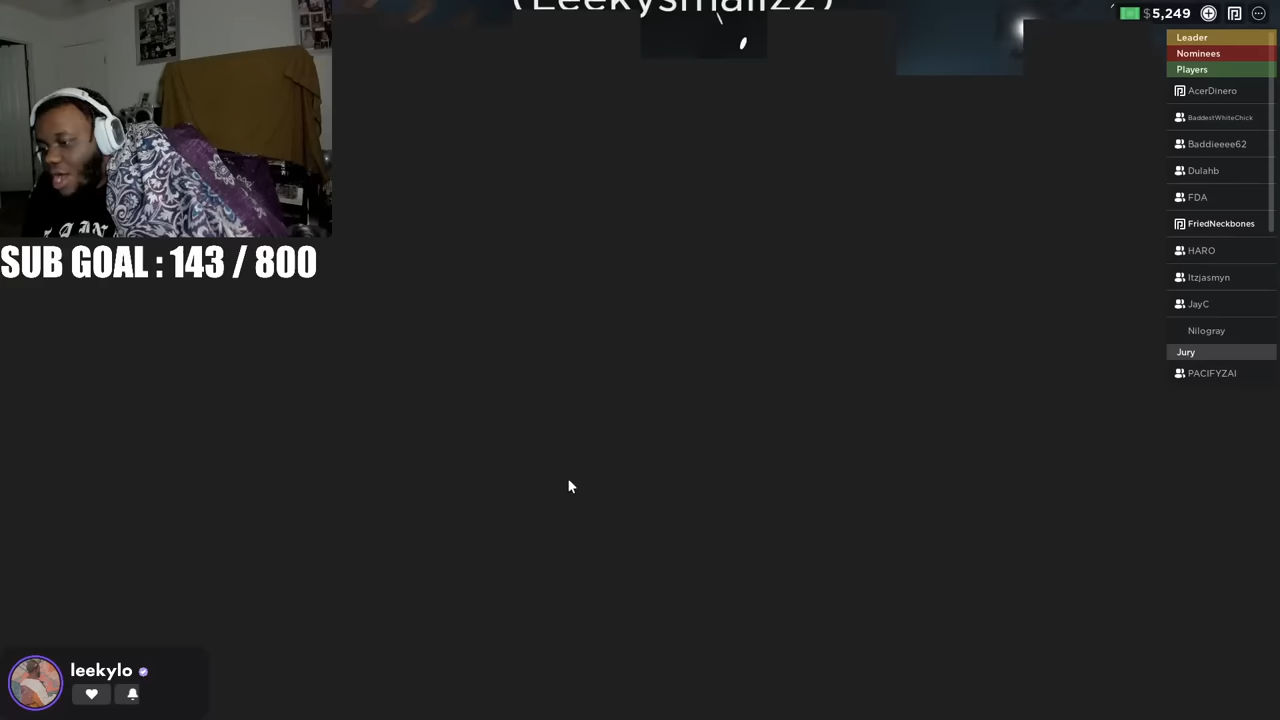 (Leekysmallzz)
$5,249
Leader
Nominees
Players
AcerDinero
BaddestWhiteChick
Baddieeee62
Dulahb
FDA
FriedNeckbones
HARO
Itzjasmyn
JayC
Nilogray
Jury
PACIFYZAI
SUB GOAL : 143 / 800
leekylo